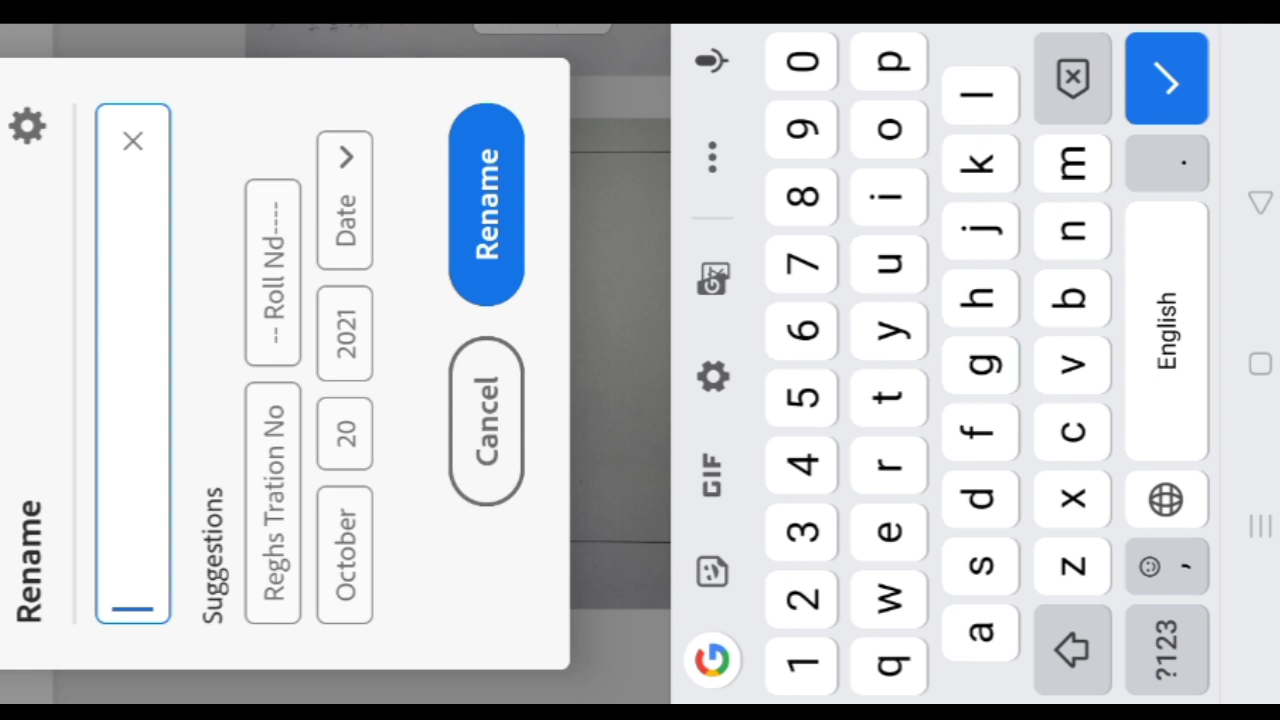 Rename
Suggestions
Reghs Tration No
-- Roll Nd----
October
20
2021
Date
Cancel
Rename
GIF
1 2 3 4 5 6 7 8 9 0
q w e r t y u i o p
a s d f g h j k l
z x c v b n m
?123 , English .